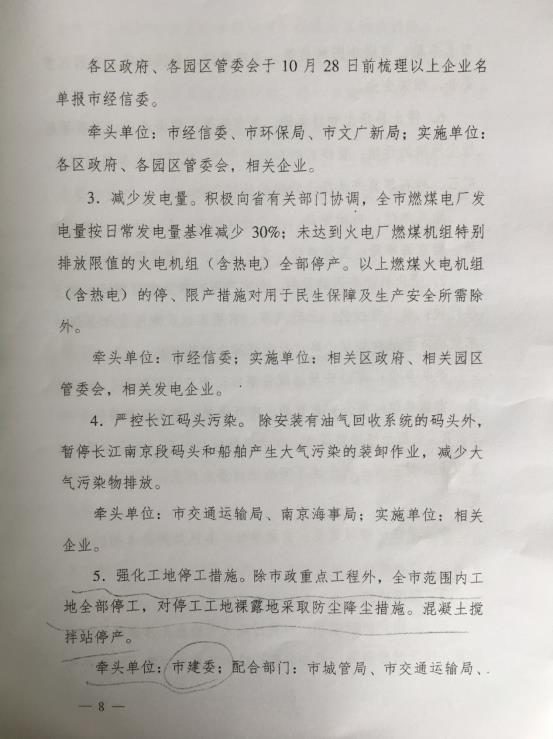 各区政府、各园区管委会于 10 月 28 日前梳理以上企业名
单报市经信委。
牵头单位：市经信委、市环保局、市文广新局；实施单位：
各区政府、各园区管委会，相关企业。
3．减少发电量。积极向省有关部门协调，全市燃煤电厂发
电量按日常发电量基准减少 30%；未达到火电厂燃煤机组特别
排放限值的火电机组（含热电）全部停产。以上燃煤火电机组
（含热电）的停、限产措施对用于民生保障及生产安全所需除
外。
牵头单位：市经信委；实施单位：相关区政府、相关园区
管委会，相关发电企业。
4．严控长江码头污染。 除安装有油气回收系统的码头外，
暂停长江南京段码头和船舶产生大气污染的装卸作业，减少大
气污染物排放。
牵头单位：市交通运输局、南京海事局；实施单位：相关
企业。
5．强化工地停工措施。除市政重点工程外，全市范围内工
地全部停工，对停工工地裸露地采取防尘降尘措施。混凝土搅
拌站停产。
牵头单位：市建委；配合部门：市城管局、市交通运输局、
— 8 —